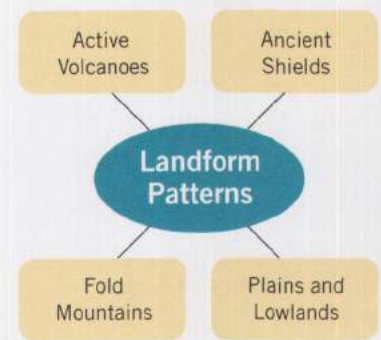 Active
Volcanoes
Ancient
Shields
Landform
Patterns
Fold
Mountains
Plains and
Lowlands